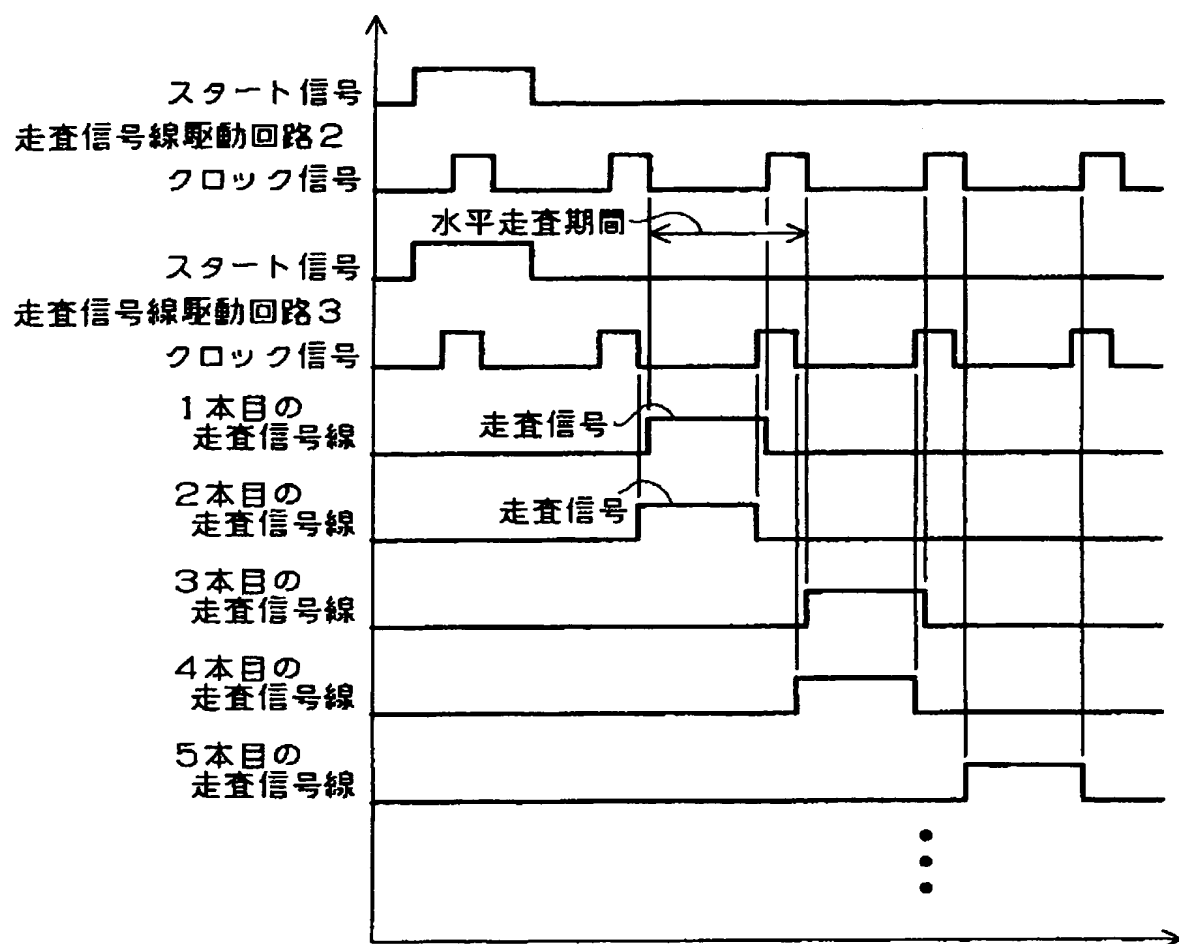 スタート信号
走査信号線駆動回路2
クロック信号
水平走査期間
スタート信号
走査信号線駆動回路3
クロック信号
1本目の
走査信号線
走査信号
2本目の
走査信号線
走査信号
3本目の
走査信号線
4本目の
走査信号線
5本目の
走査信号線